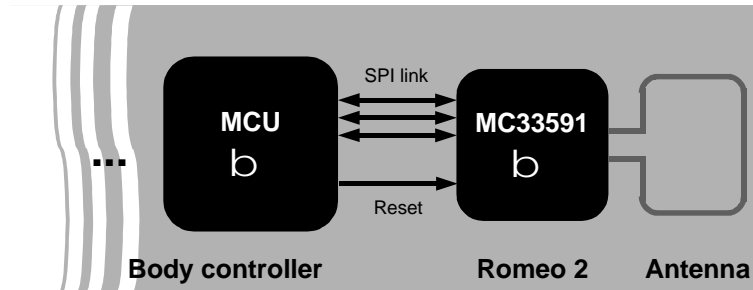 SPI link
MCU
MC33591
...
b
b
Reset
Body controller
Romeo 2
Antenna